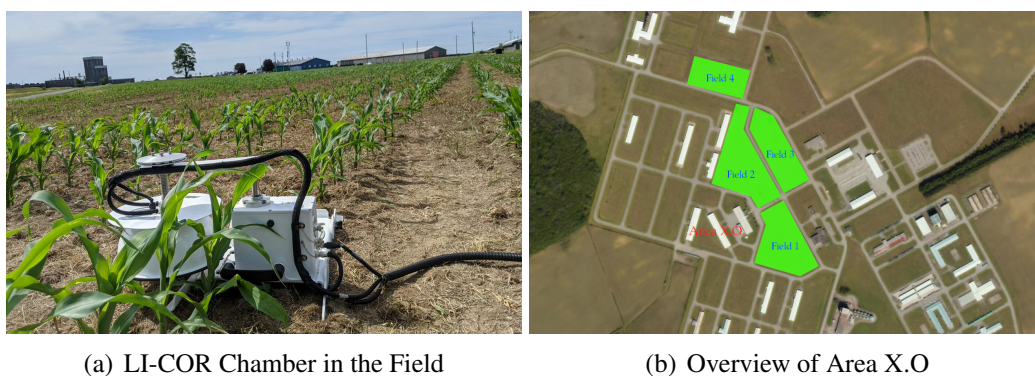 Field 4
Field 3
Field 2
Area X.O.
Field 1
(a) LI-COR Chamber in the Field
(b) Overview of Area X.O